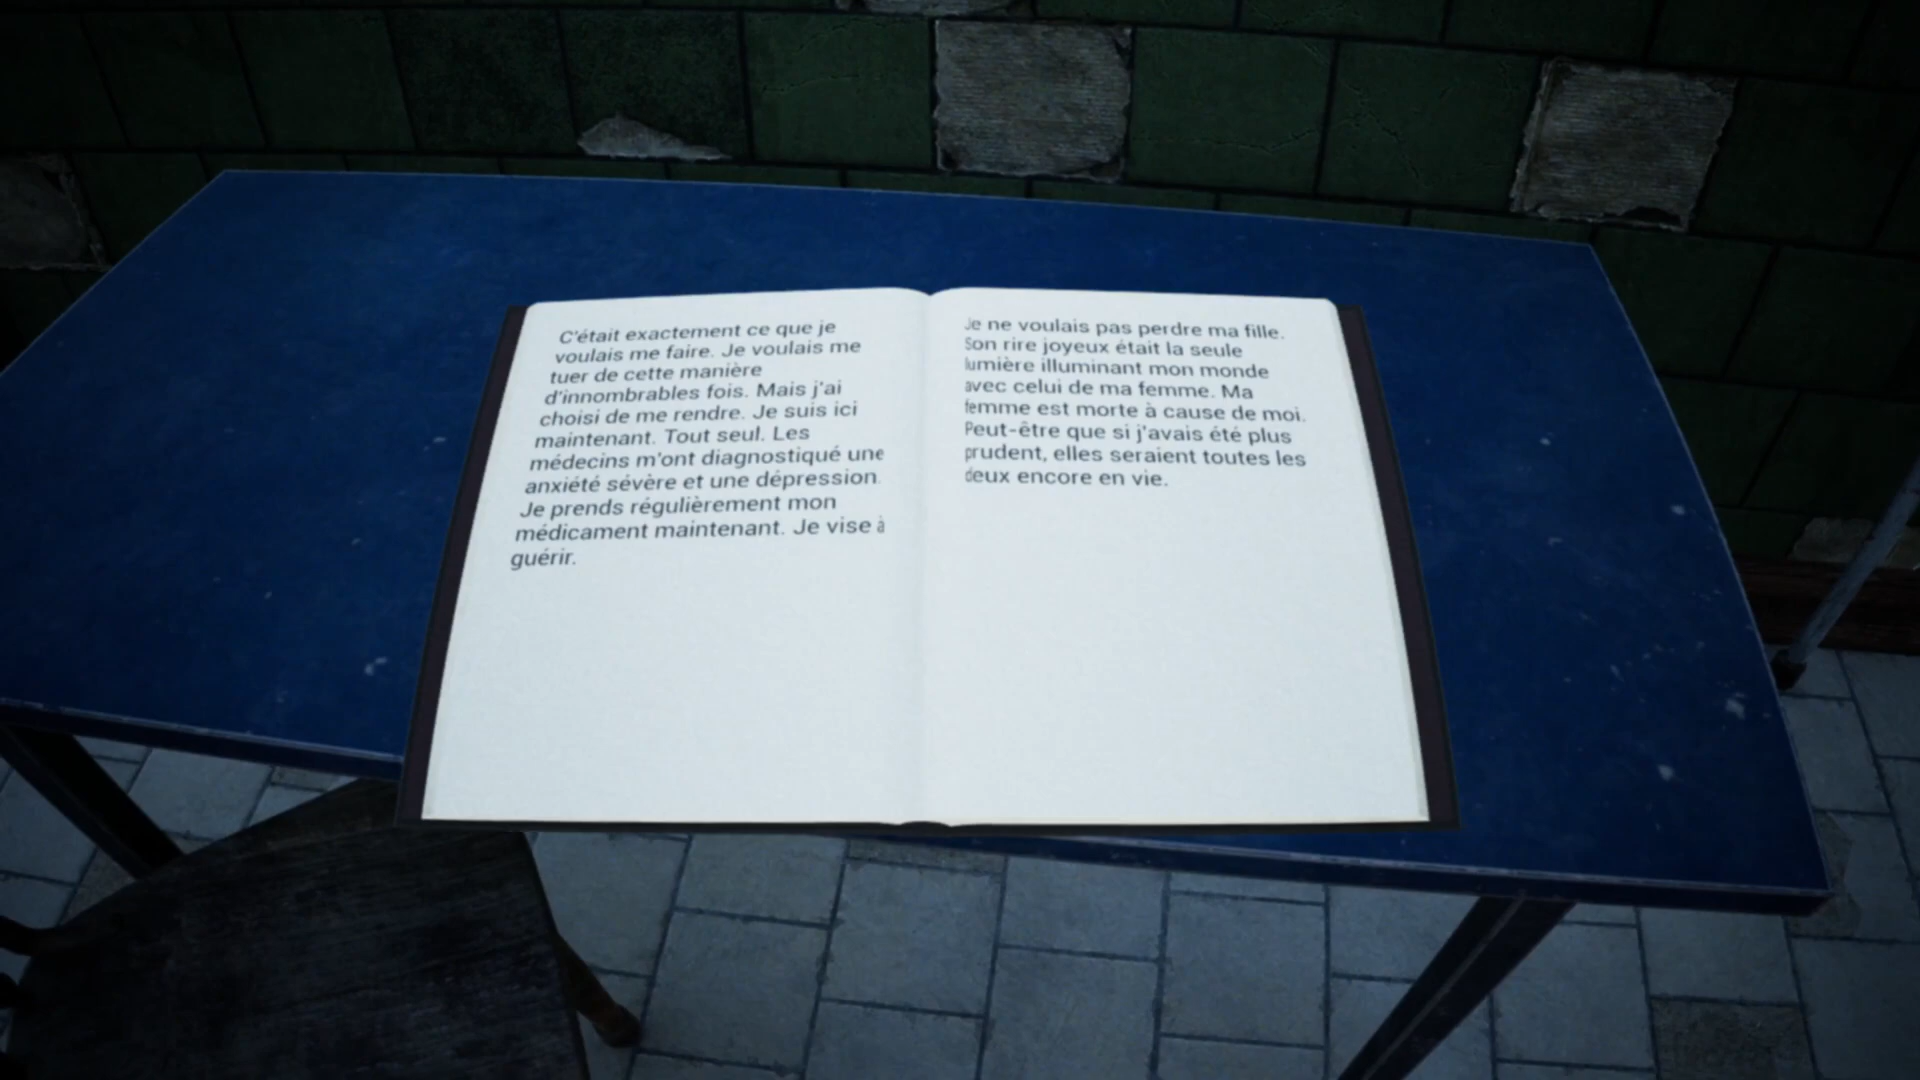 C'était exactement ce que je
voulais me faire. Je voulais me
tuer de cette manière
d'innombrables fois. Mais j'ai
choisi de me rendre. Je suis ici
maintenant. Tout seul. Les
médecins m'ont diagnostiqué une
anxiété sévère et une dépression.
Je prends régulièrement mon
médicament maintenant. Je vise à
guérir.
Je ne voulais pas perdre ma fille.
Son rire joyeux était la seule
lumière illuminant mon monde
avec celui de ma femme. Ma
femme est morte à cause de moi.
Peut-être que si j'avais été plus
prudent, elles seraient toutes les
deux encore en vie.